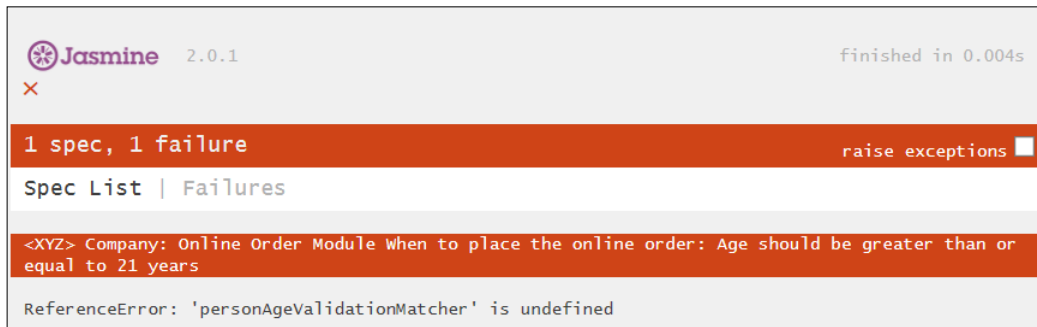 Jasmine 2.0.1 finished in 0.004s
×
1 spec, 1 failure raise exceptions
Spec List | Failures
<XYZ> Company: Online Order Module When to place the online order: Age should be greater than or
equal to 21 years
ReferenceError: 'personAgeValidationMatcher' is undefined